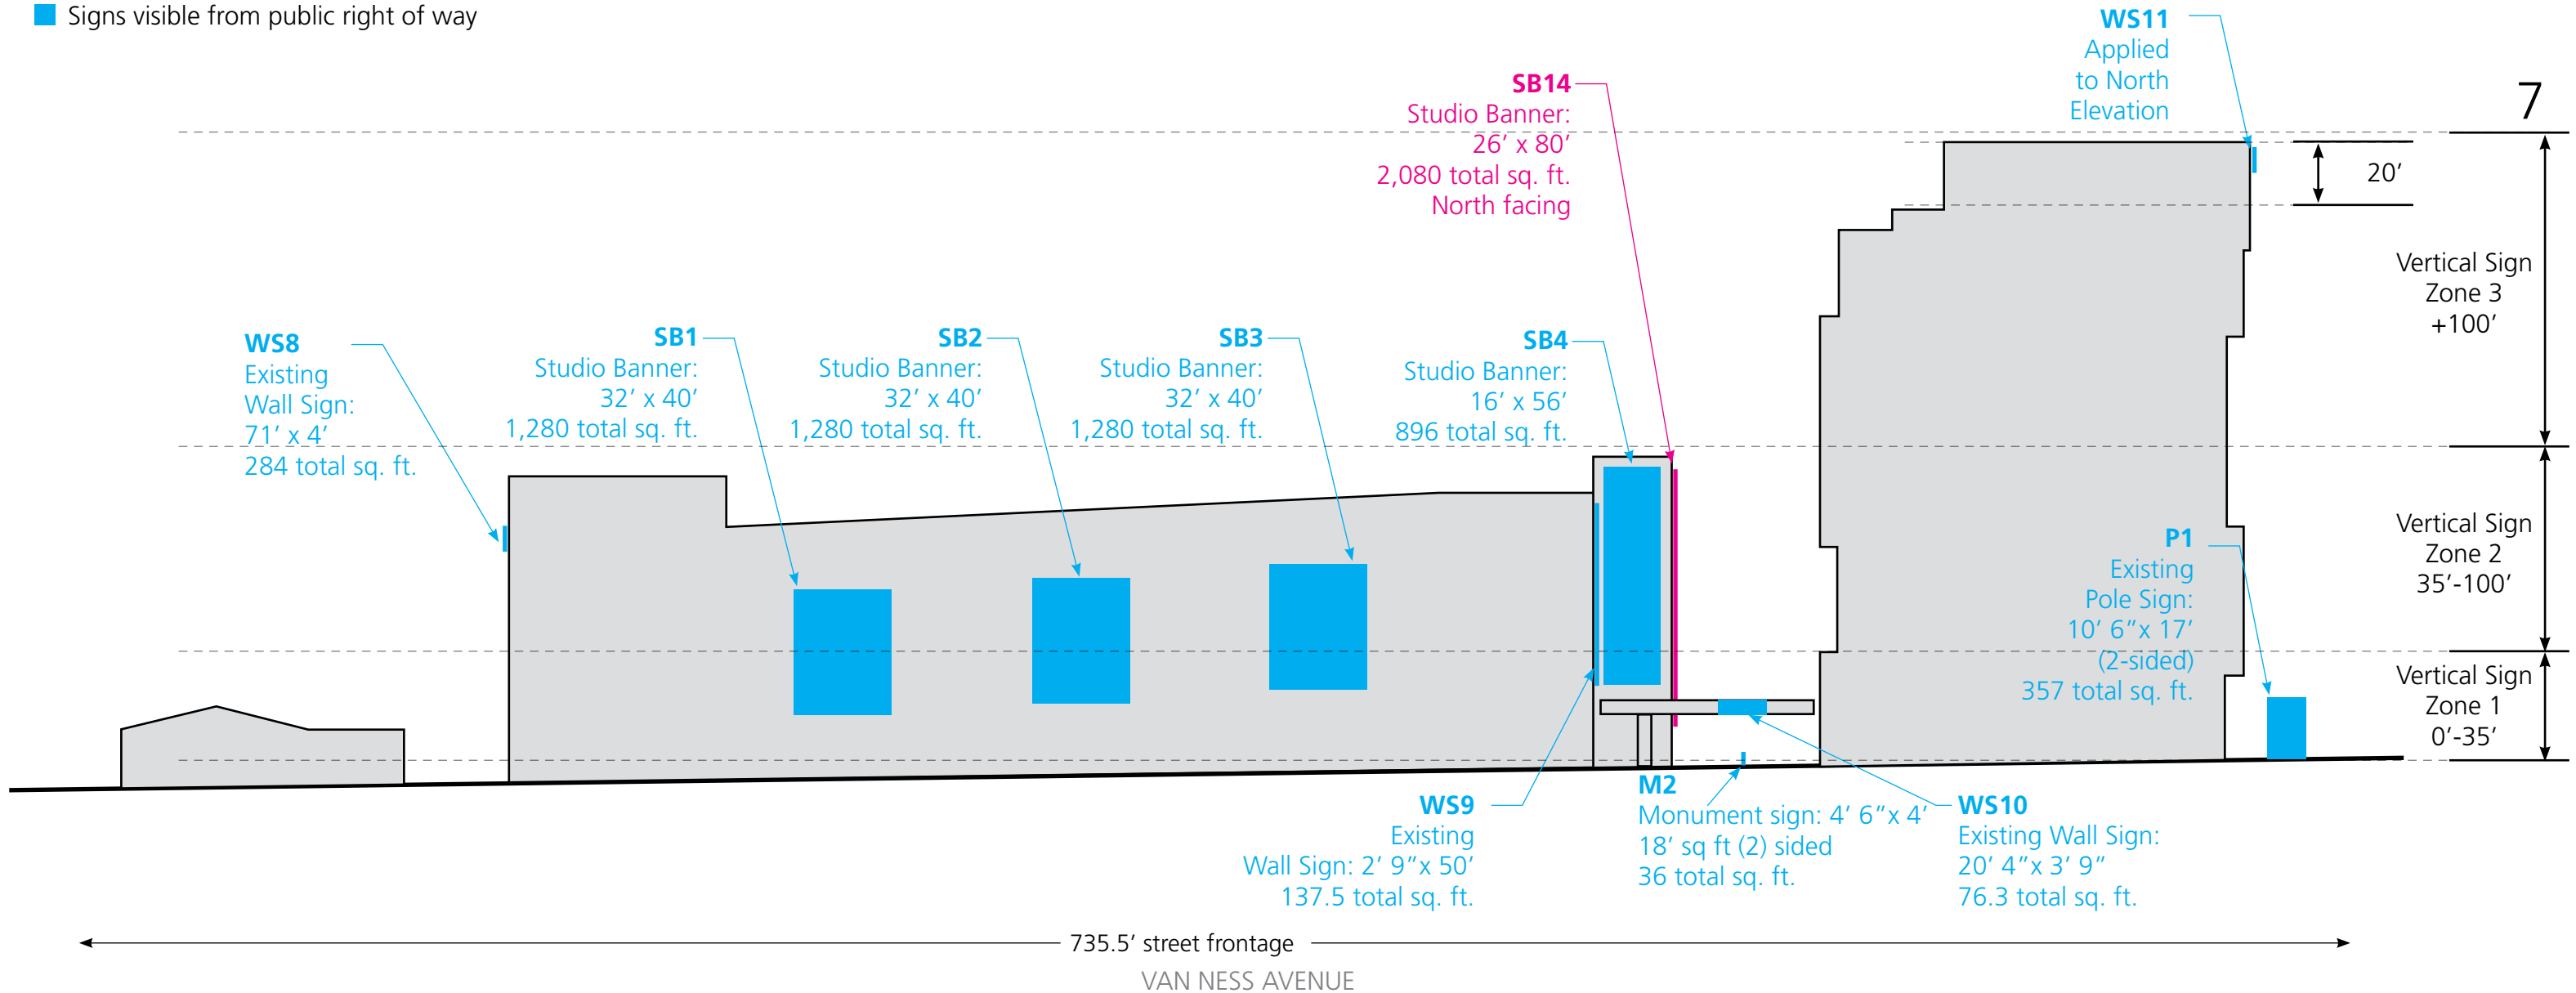 Signs visible from public right of way
WS11
Applied
to North
Elevation
7
SB14
Studio Banner:
26’ x 80’
2,080 total sq. ft.
North facing
20’
Vertical Sign
Zone 3
+100’
WS8
Existing
Wall Sign:
71’ x 4’
284 total sq. ft.
SB1
Studio Banner:
32’ x 40’
1,280 total sq. ft.
SB2
Studio Banner:
32’ x 40’
1,280 total sq. ft.
SB3
Studio Banner:
32’ x 40’
1,280 total sq. ft.
SB4
Studio Banner:
16’ x 56’
896 total sq. ft.
Vertical Sign
Zone 2
35’-100’
P1
Existing
Pole Sign:
10’ 6”x 17’
(2-sided)
357 total sq. ft.
Vertical Sign
Zone 1
0’-35’
WS9
Existing
Wall Sign: 2’ 9”x 50’
137.5 total sq. ft.
M2
Monument sign: 4’ 6”x 4’
18’ sq ft (2) sided
36 total sq. ft.
WS10
Existing Wall Sign:
20’ 4”x 3’ 9”
76.3 total sq. ft.
735.5’ street frontage
VAN NESS AVENUE